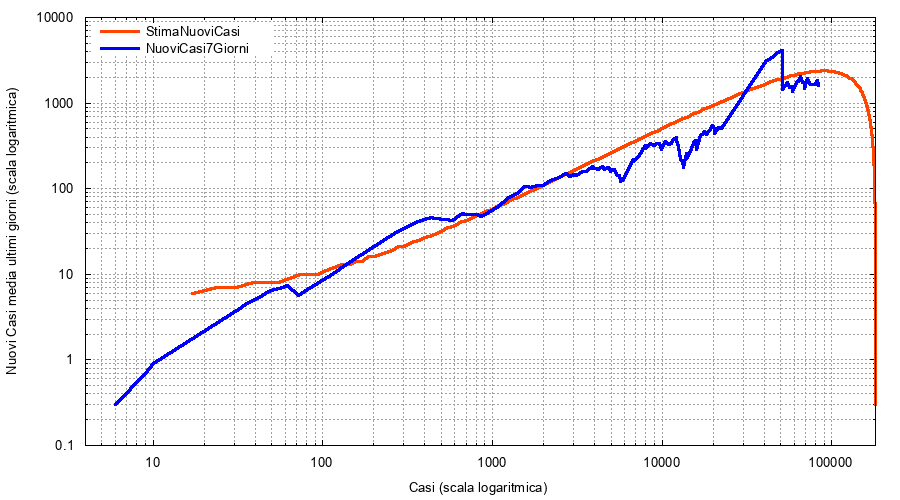 10000
1000
100
10
1
0.1
StimaNuoviCasi
NuoviCasi7Giorni
Nuovi Casi media ultimi giorni (scala logaritmica)
10
100
1000
10000
100000
Casi (scala logaritmica)